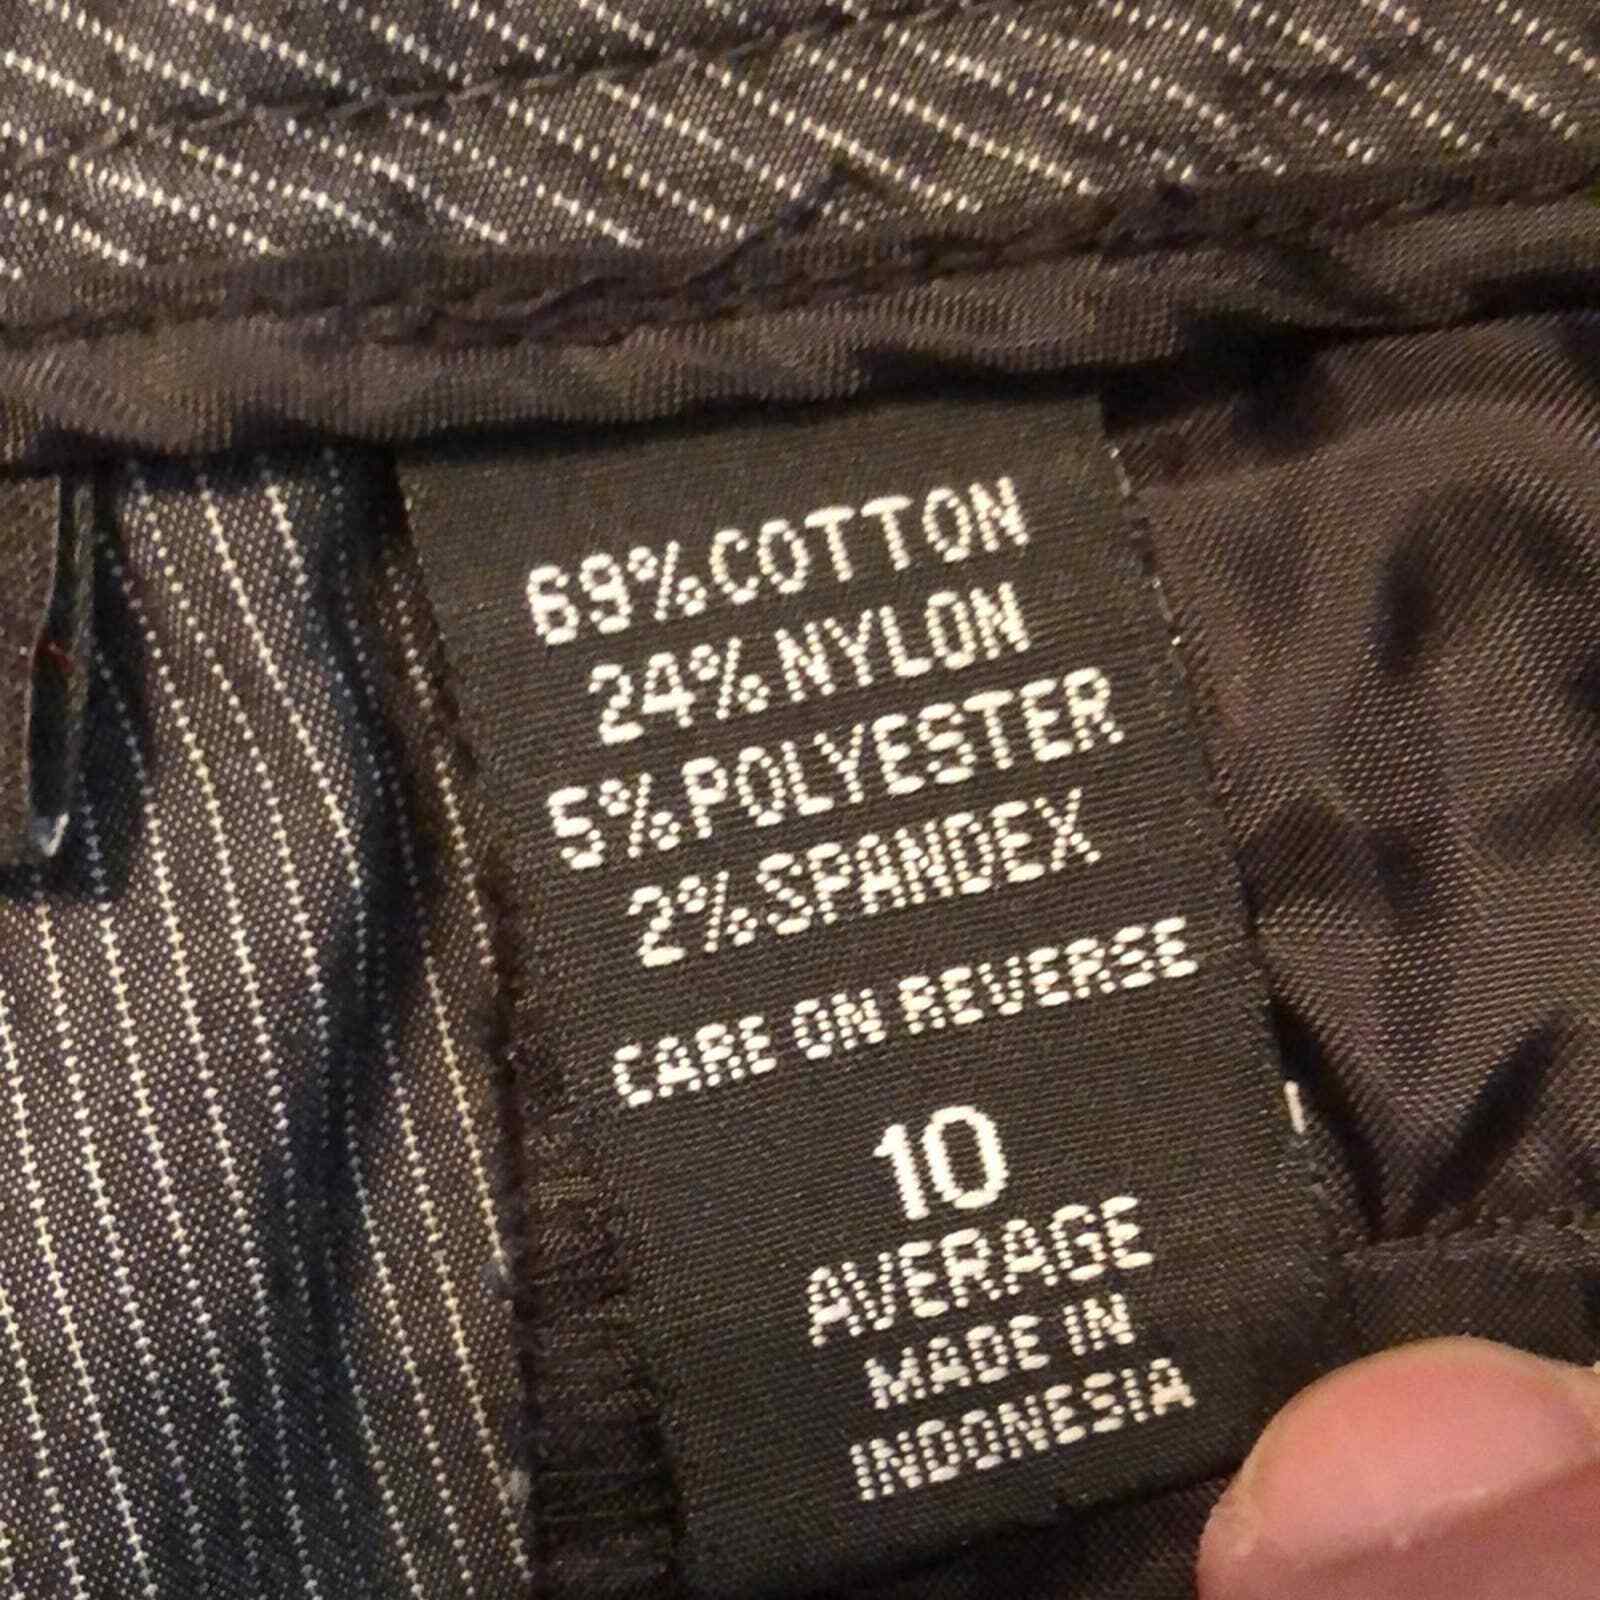 69%COTTON
24%NYLON
5%POLYESTER
2%SPANDEX
CARE ON REVERSE
10
AVERAGE
MADE IN
INDONESIA